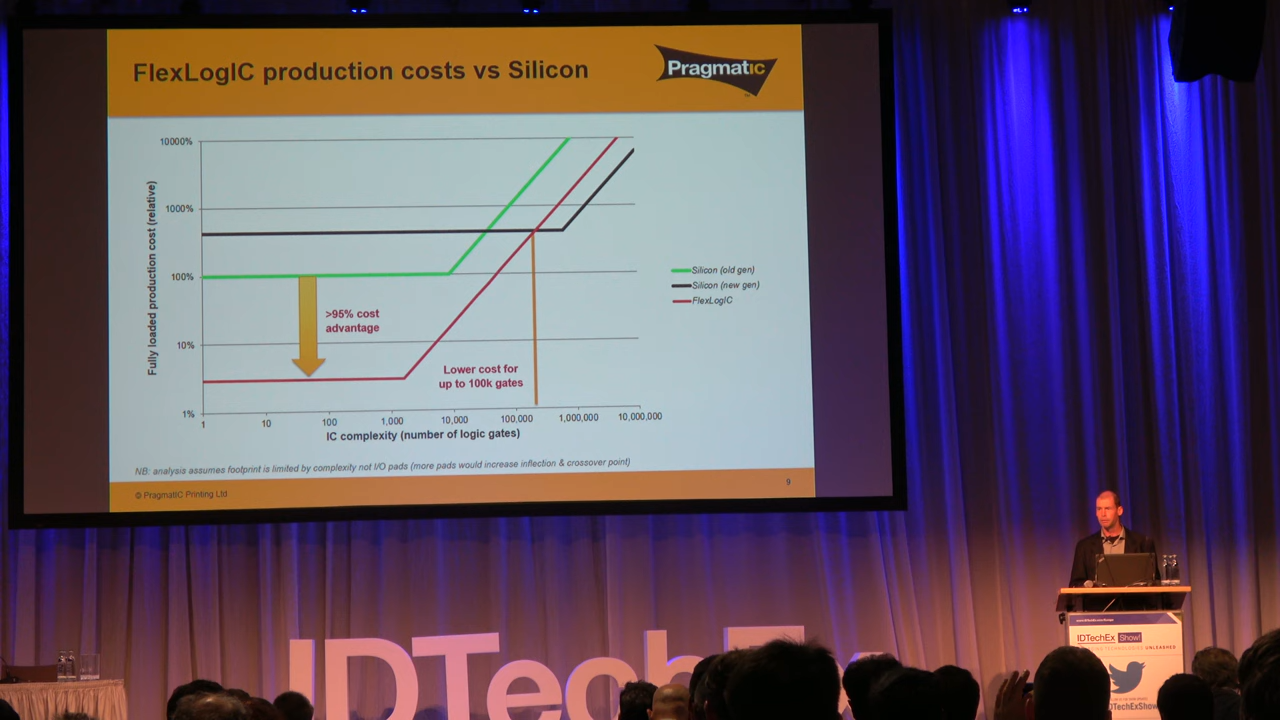 FlexLogIC production costs vs Silicon
Pragmatic
™
10000%
1000%
100%
10%
1%
Fully loaded production cost (relative)
>95% cost
advantage
Lower cost for
up to 100k gates
Silicon (old gen)
Silicon (new gen)
FlexLogIC
1
10
100
1,000
10,000
100,000
1,000,000
10,000,000
IC complexity (number of logic gates)
NB: analysis assumes footprint is limited by complexity not I/O pads (more pads would increase inflection & crossover point)
© PragmatIC Printing Ltd
9
IDTechEx
IDTechEx Show!
UNLEASHED
DTechExShow